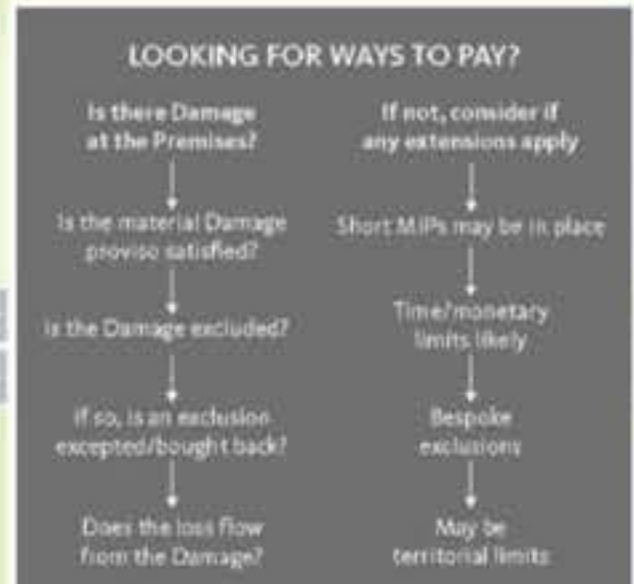 LOOKING FOR WAYS TO PAY?
Is there Damage
at the Premises?
Is the material Damage
proviso satisfied?
Is the Damage excluded?
If so, is an exclusion
excepted/bought back?
Does the loss flow
from the Damage?
If not, consider if
any extensions apply
Short MIPs may be in place
Time/monetary
limits likely
Bespoke
exclusions
May be
territorial limits